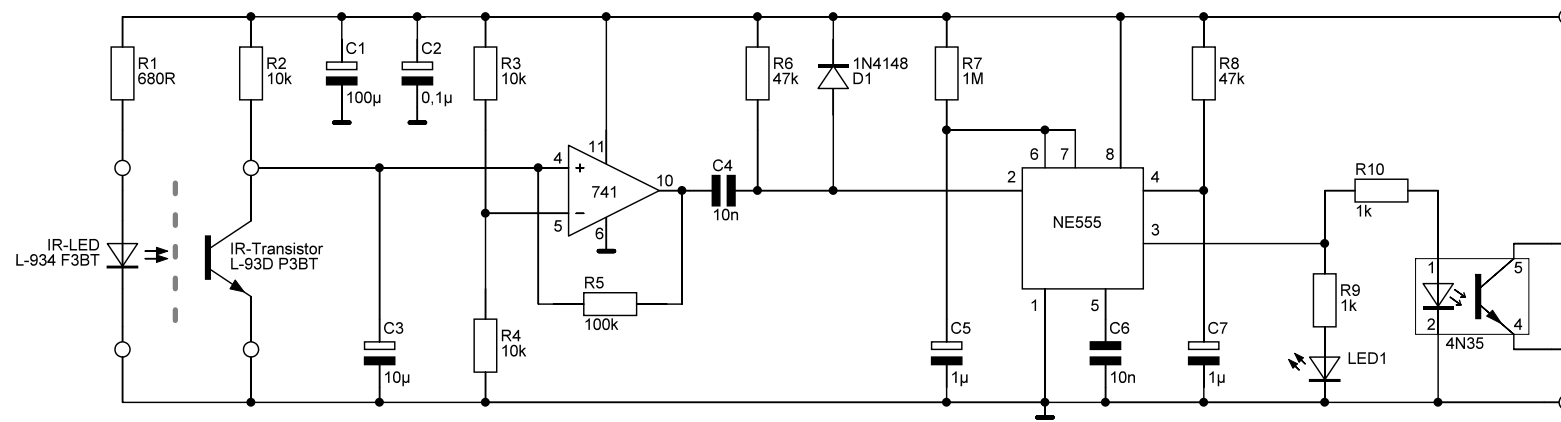 R1
680R
R2
10k
C1
100µ
C2
0,1µ
R3
10k
4
+
11
741
10
5
−
6
R5
100k
C4
10n
R6
47k
1N4148
D1
R7
1M
6
7
8
2
4
NE555
3
1
5
R8
47k
R10
1k
IR-LED
L-934 F3BT
IR-Transistor
L-93D P3BT
C3
10µ
R4
10k
C5
1µ
C6
10n
C7
1µ
R9
1k
LED1
1
5
2
4
4N35